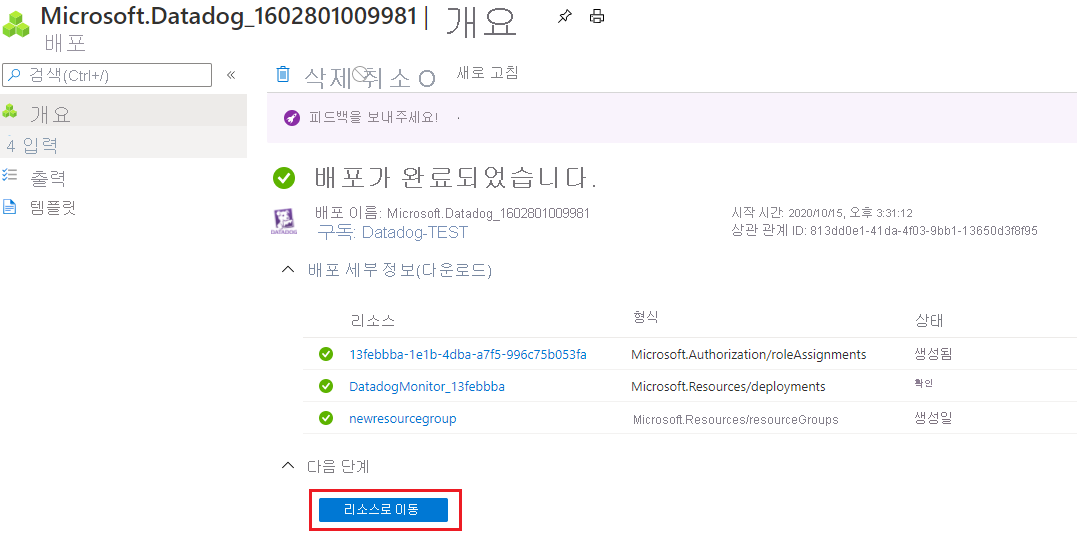 Microsoft.Datadog_1602801009981 | 개요
배포
검색(Ctrl+/)
«
삭제 취소 새로 고침
개요
4 입력
출력
템플릿
피드백을 보내주세요!
배포가 완료되었습니다.
DATADOG
배포 이름: Microsoft.Datadog_1602801009981
구독: Datadog-TEST
시작 시간: 2020/10/15, 오후 3:31:12
상관 관계 ID: 813dd0e1-41da-4f03-9bb1-13650d3f8f95
배포 세부 정보(다운로드)
리소스 형식 상태
13febbba-1e1b-4dba-a7f5-996c75b053fa Microsoft.Authorization/roleAssignments 생성됨
DatadogMonitor_13febbba Microsoft.Resources/deployments 확인
newresourcegroup Microsoft.Resources/resourceGroups 생성일
다음 단계
리소스로 이동